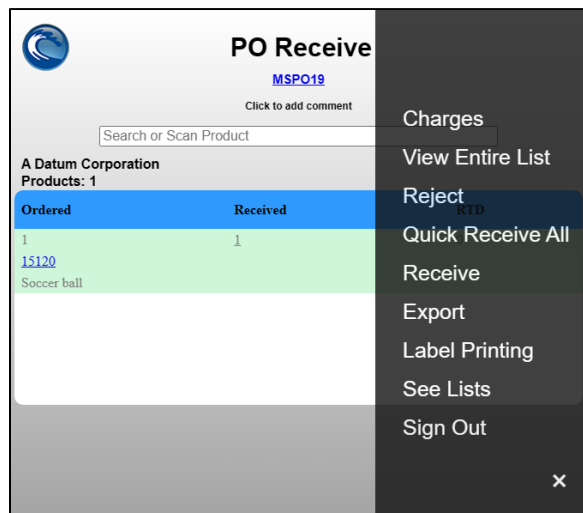 PO Receive
MSPO19
Click to add comment
Search or Scan Product
A Datum Corporation
Products: 1
Ordered Received RTD
1 1
15120
Soccer ball
Charges
View Entire List
Reject
Quick Receive All
Receive
Export
Label Printing
See Lists
Sign Out
×